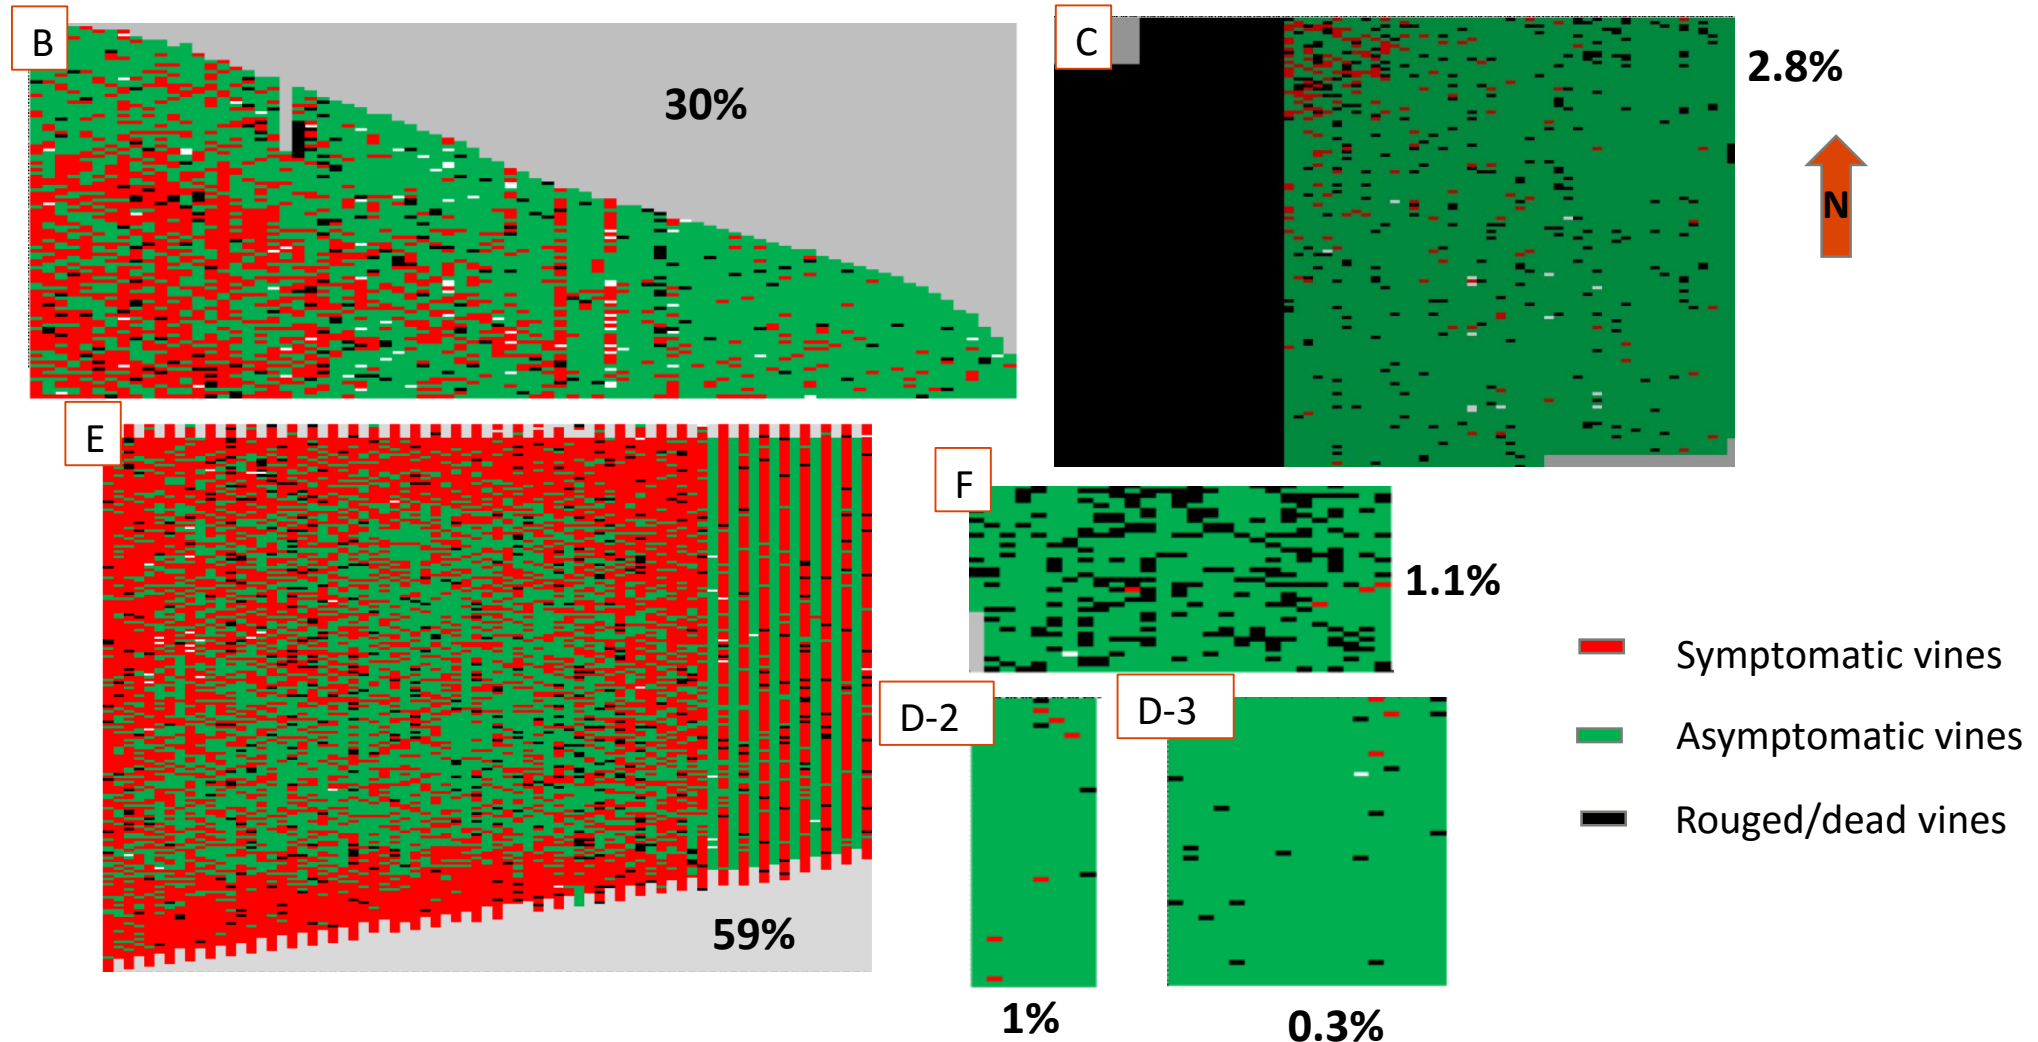 B
30%
C
2.8%
N
E
59%
F
1.1%
D-2
1%
D-3
0.3%
Symptomatic vines
Asymptomatic vines
Rouged/dead vines